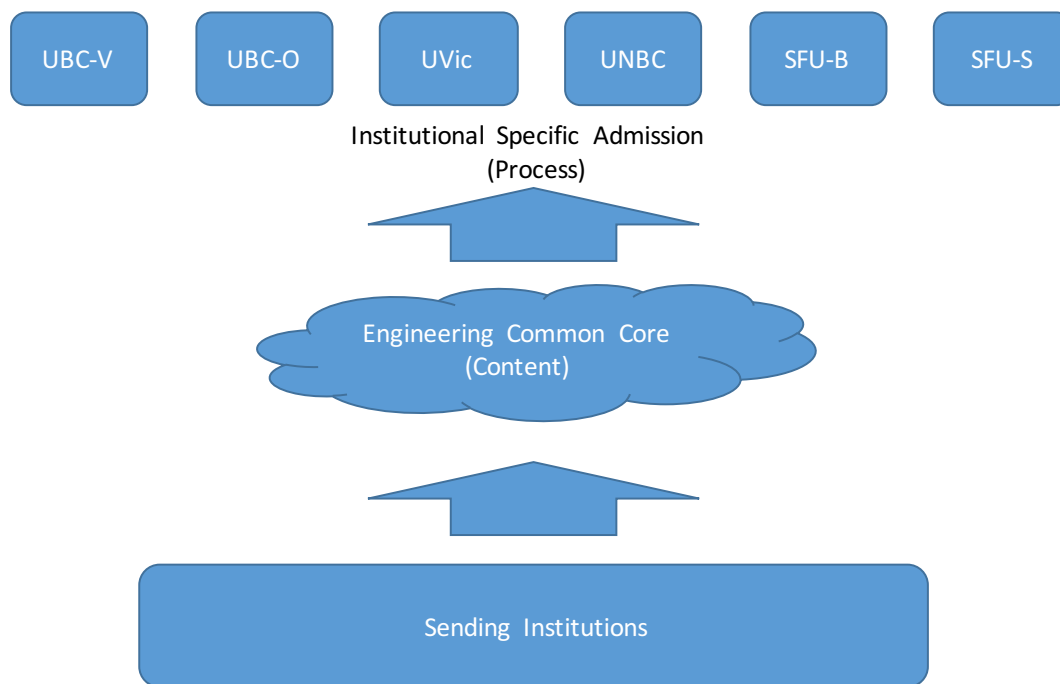 UBC-V UBC-O UVic UNBC SFU-B SFU-S
Institutional Specific Admission
(Process)
Engineering Common Core
(Content)
Sending Institutions